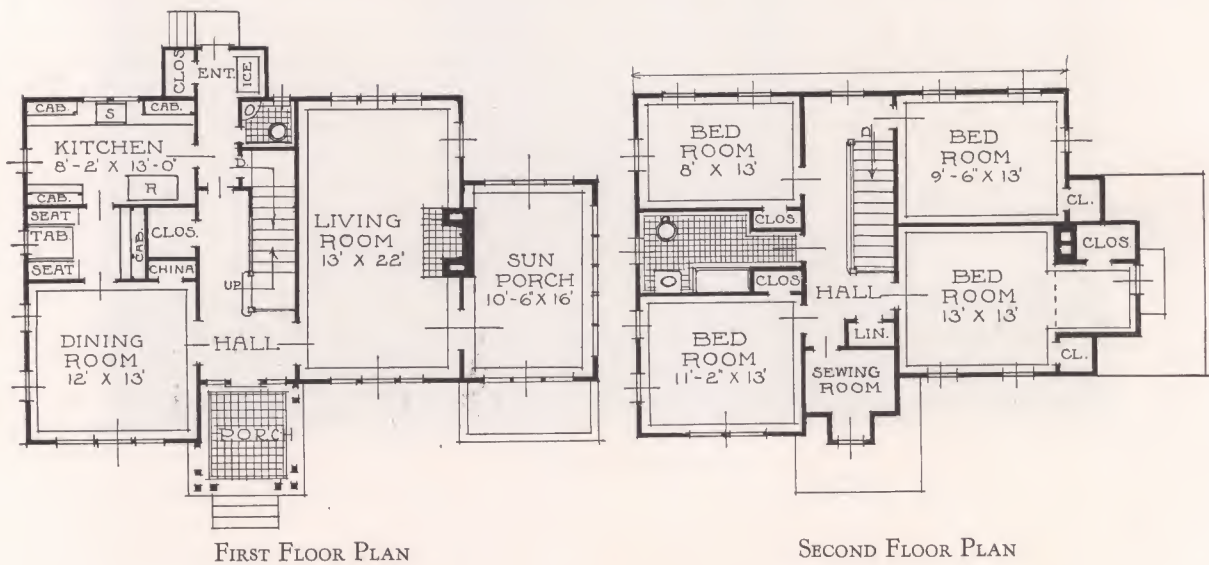 CLOS
ENT.
ICE
CAB.
S
CAB.
KITCHEN
8'-2" X 13'-0"
D.
R
CAB.
SEAT
TAB.
SEAT
CAB.
CLOS.
CHINA
UP
LIVING
ROOM
13' X 22'
SUN
PORCH
10'-6" X 16'
DINING
ROOM
12' X 13'
HALL
PORCH
FIRST FLOOR PLAN
BED
ROOM
8' X 13'
D.
BED
ROOM
9'-6" X 13'
CL.
CLOS.
CLOS.
CLOS.
BED
ROOM
13' X 13'
HALL
LIN.
CL.
BED
ROOM
11'-2" X 13'
SEWING
ROOM
SECOND FLOOR PLAN